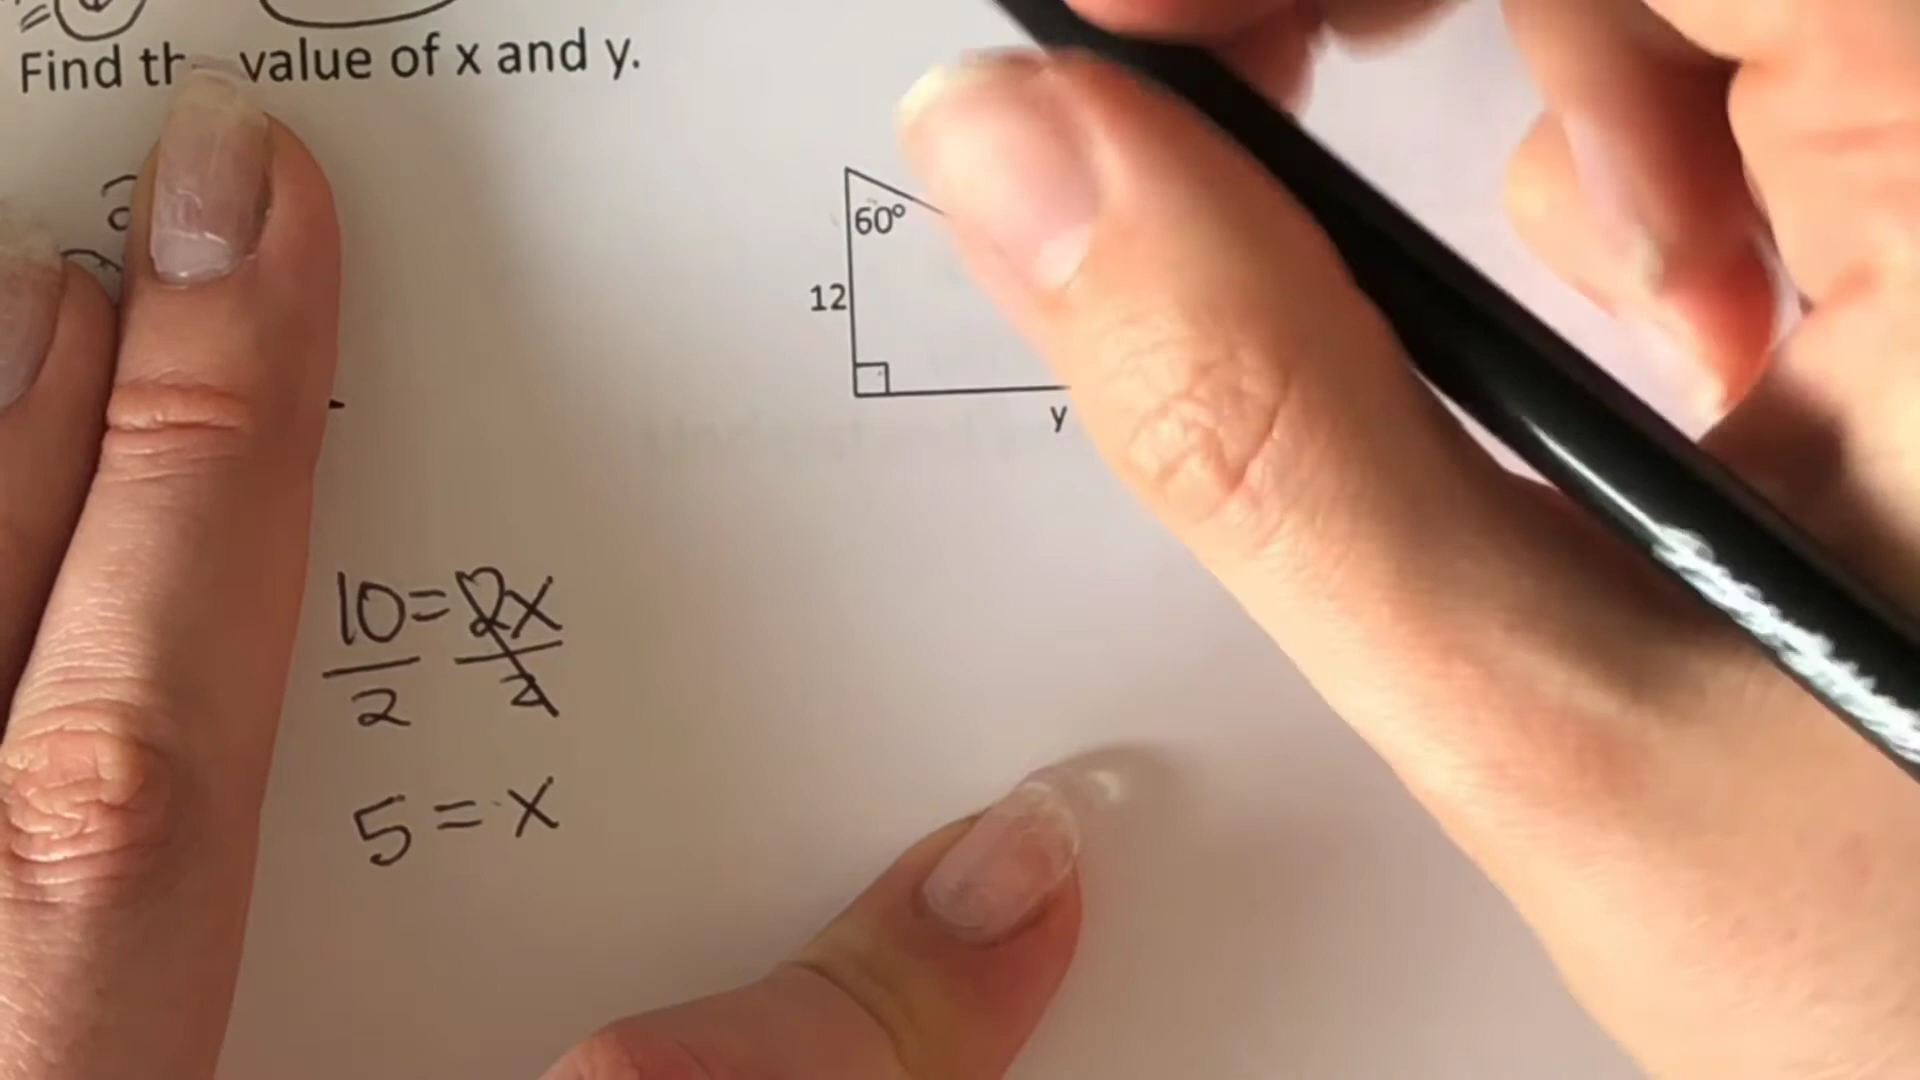 Find th value of x and y.
60°
12
y
10=2x
2 2
5=x